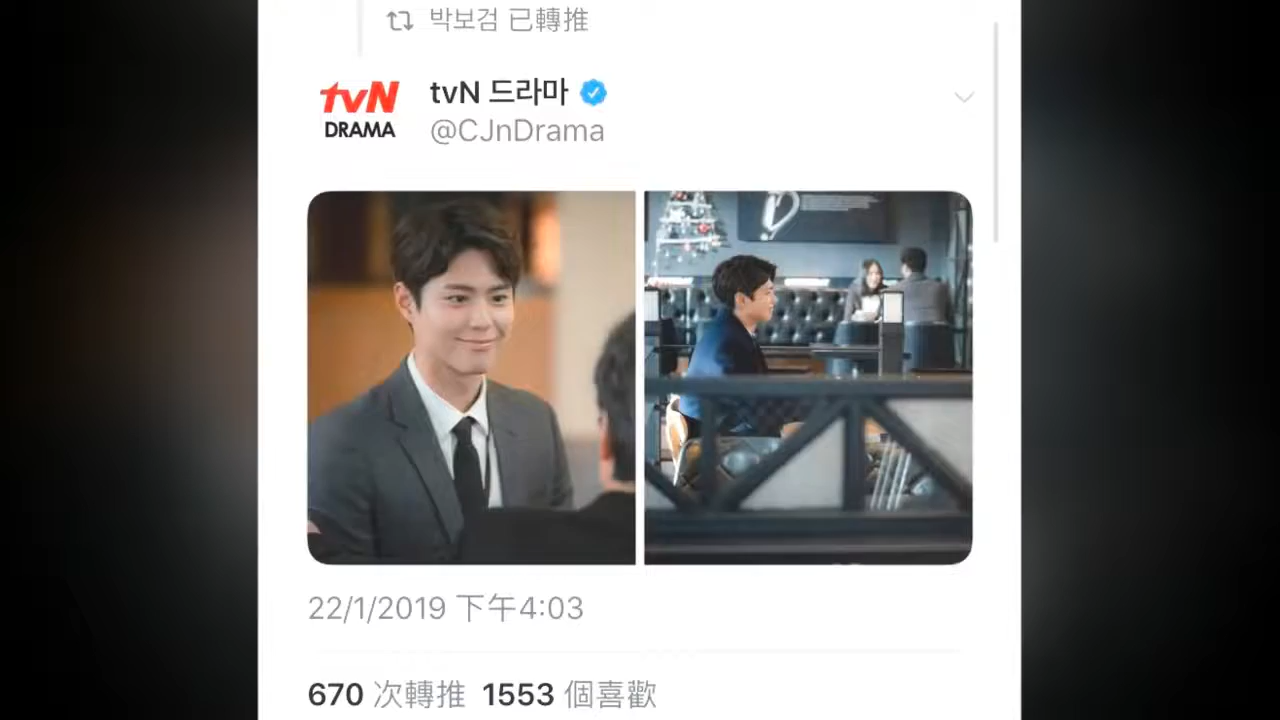 박보검 已轉推
tvN DRAMA
tvN 드라마
@CJnDrama
22/1/2019 下午4:03
670 次轉推 1553 個喜歡